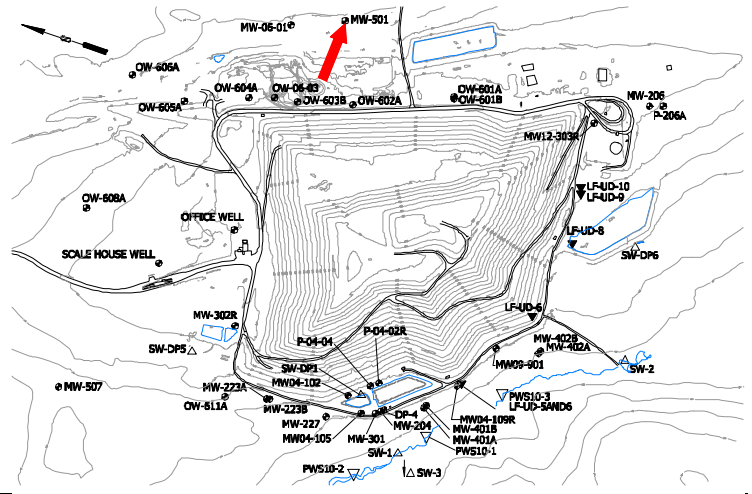 MW-501
MW-06-01
N
OW-606A
OW-604A
OW-06-03
OW-605A
OW-603B
OW-602A
OW-601A
OW-601B
MW-206
P-206A
MW12-303R
LF-UD-10
LF-UD-9
OW-608A
OFFICE WELL
LF-UD-8
SW-DP6
SCALE HOUSE WELL
LF-UD-6
MW-302R
P-04-02R
P-04-04
MW-402B
MW-402A
SW-DP5
SW-DP1
MW09-901
SW-2
MW-507
MW-223A
MW04-102
OW-611A
MW-223B
PWS10-3
LF-UD-5AND6
MW-227
DP-4
MW04-109R
MW-204
MW-401B
MW04-105
MW-301
MW-401A
SW-1
PWS10-1
PWS10-2
SW-3